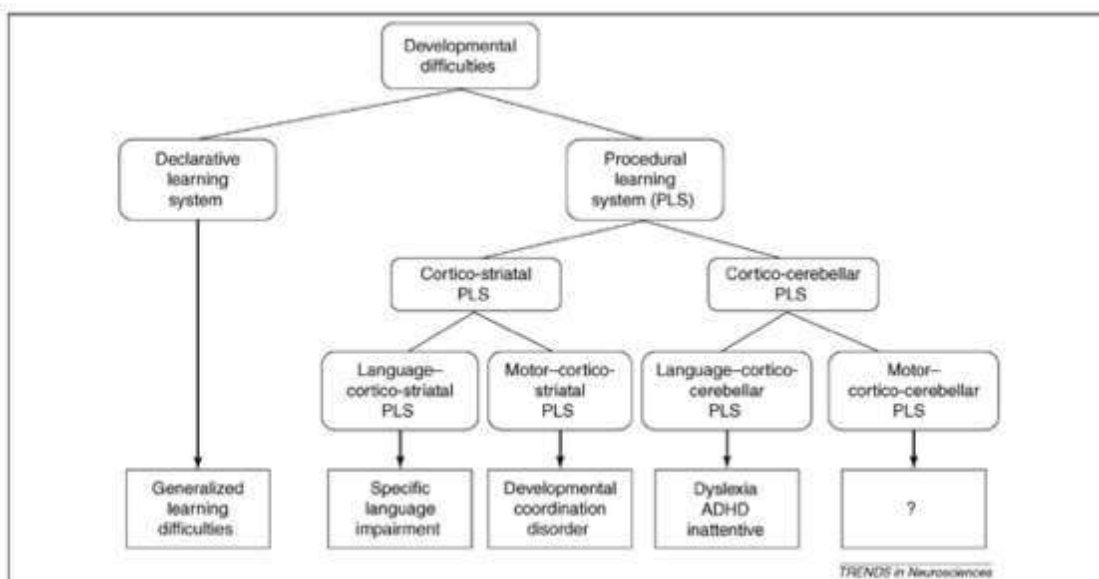 Developmental
difficulties
Declarative
learning
system
Procedural
learning
system (PLS)
Cortico-striatal
PLS
Cortico-cerebellar
PLS
Language–
cortico-striatal
PLS
Motor–cortico-
striatal
PLS
Language–cortico-
cerebellar
PLS
Motor–
cortico-cerebellar
PLS
Generalized
learning
difficulties
Specific
language
impairment
Developmental
coordination
disorder
Dyslexia
ADHD
inattentive
?
TRENDS in Neurosciences